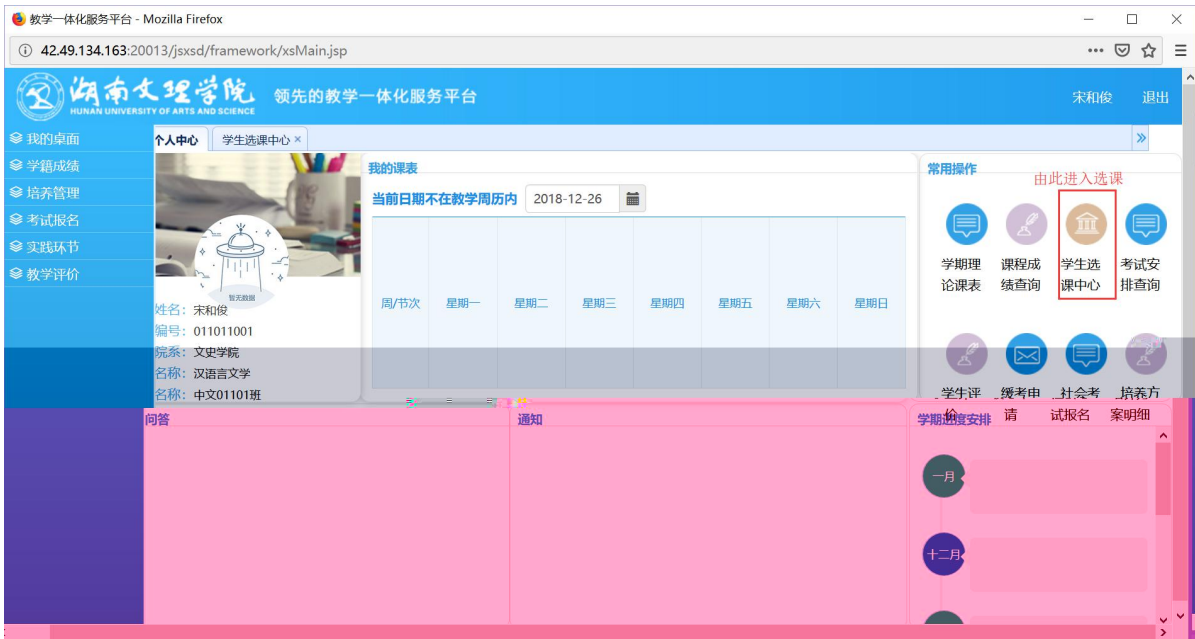 教学一体化服务平台 - Mozilla Firefox
42.49.134.163:20013/jsxsd/framework/xsMain.jsp
湖南文理学院
HUNAN UNIVERSITY OF ARTS AND SCIENCE
领先的教学一体化服务平台
宋和俊 退出
我的桌面
学籍成绩
培养管理
考试报名
实践环节
教学评价
个人中心 学生选课中心
暂无数据
姓名：宋和俊
编号：011011001
院系：文史学院
名称：汉语言文学
名称：中文01101班
我的课表
当前日期不在教学周历内 2018-12-26
周/节次 星期一 星期二 星期三 星期四 星期五 星期六 星期日
常用操作
由此进入选课
学期理论课表
课程成绩查询
学生选课中心
考试安排查询
学生评价
缓考申请
社会考试报名
培养方案明细
问答
通知
学期进度安排
一月
十二月